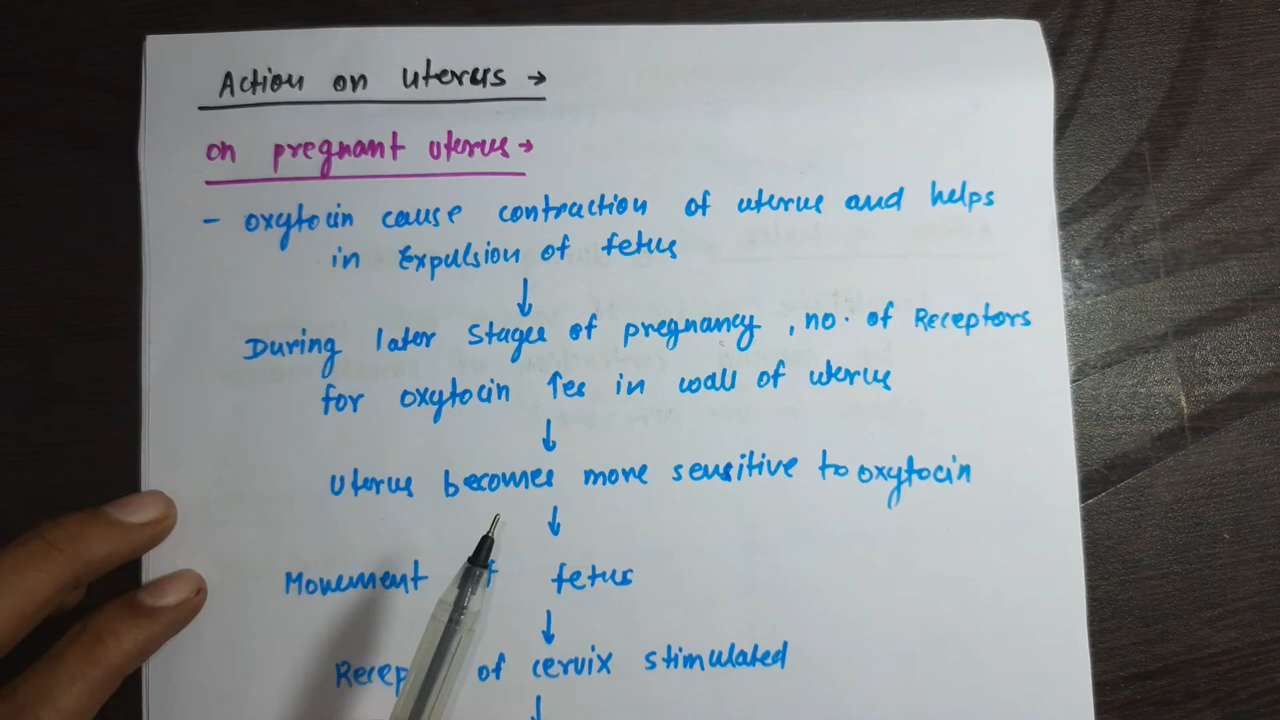 Action on uterus →
on pregnant uterus →
- oxytocin cause contraction of uterus and helps
in Expulsion of fetus
↓
During later stages of pregnancy, no. of Receptors
for oxytocin ↑es in wall of uterus
↓
Uterus becomes more sensitive to oxytocin
↓
Movement fetus
↓
of cervix stimulated
↓